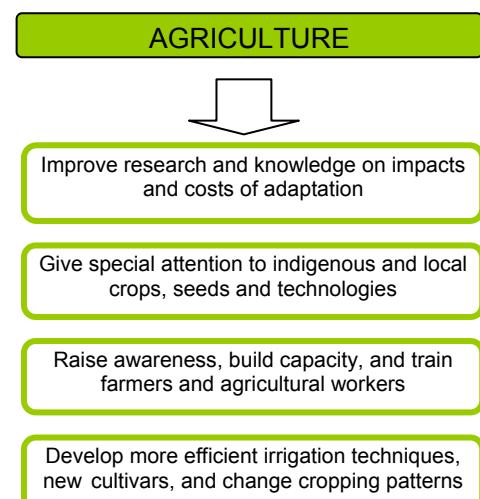 AGRICULTURE
Improve research and knowledge on impacts
and costs of adaptation
Give special attention to indigenous and local
crops, seeds and technologies
Raise awareness, build capacity, and train
farmers and agricultural workers
Develop more efficient irrigation techniques,
new cultivars, and change cropping patterns